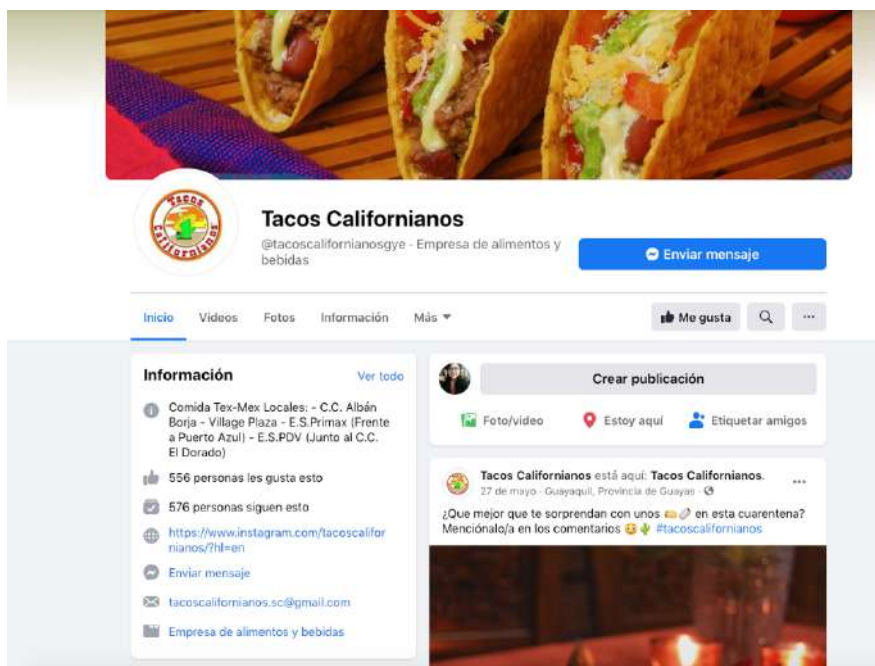 TACOS
Californianos
Tacos Californianos
@tacoscalifornianosgye - Empresa de alimentos y
bebidas
Enviar mensaje
Inicio
Videos
Fotos
Información
Más
Me gusta
Información
Ver todo
Comida Tex-Mex Locales: - C.C. Albán
Borja - Village Plaza - E.S.Primax (Frente
a Puerto Azul) - E.S.PDV (Junto al C.C.
El Dorado)
556 personas les gusta esto
576 personas siguen esto
https://www.instagram.com/tacoscalifor
nianos/?hl=en
Enviar mensaje
tacoscalifornianos.sc@gmail.com
Empresa de alimentos y bebidas
Crear publicación
Foto/video
Estoy aquí
Etiquetar amigos
Tacos Californianos está aquí: Tacos Californianos.
27 de mayo · Guayaquil, Provincia de Guayas ·
¿Que mejor que te sorprendan con unos 🌮🌯 en esta cuarentena?
Menciónalo/a en los comentarios 😳🌵 #tacoscalifornianos